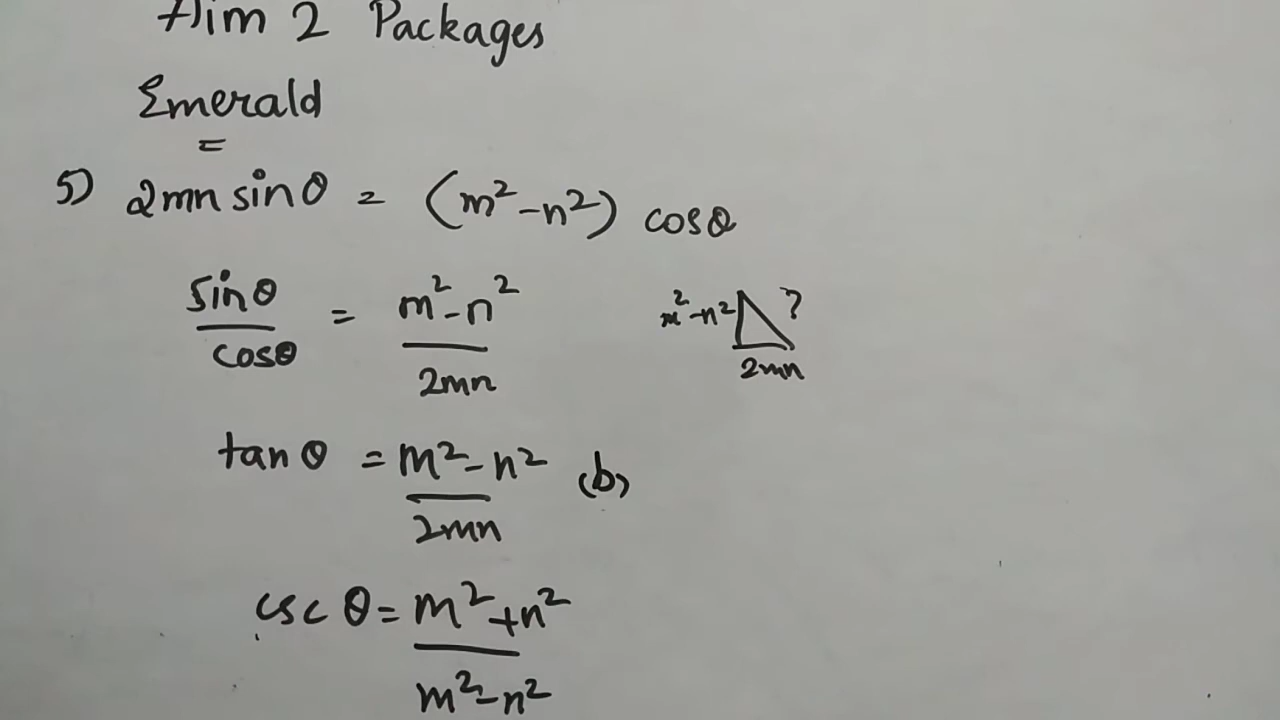 Aim 2 Packages
Emerald
=
5) 2mn sinθ = (m²-n²) cosθ
sinθ/cosθ = m²-n²/2mn
m²-n² ?
2mn
tanθ = m²-n²/2mn (b)
cscθ = m²+n²/m²-n²